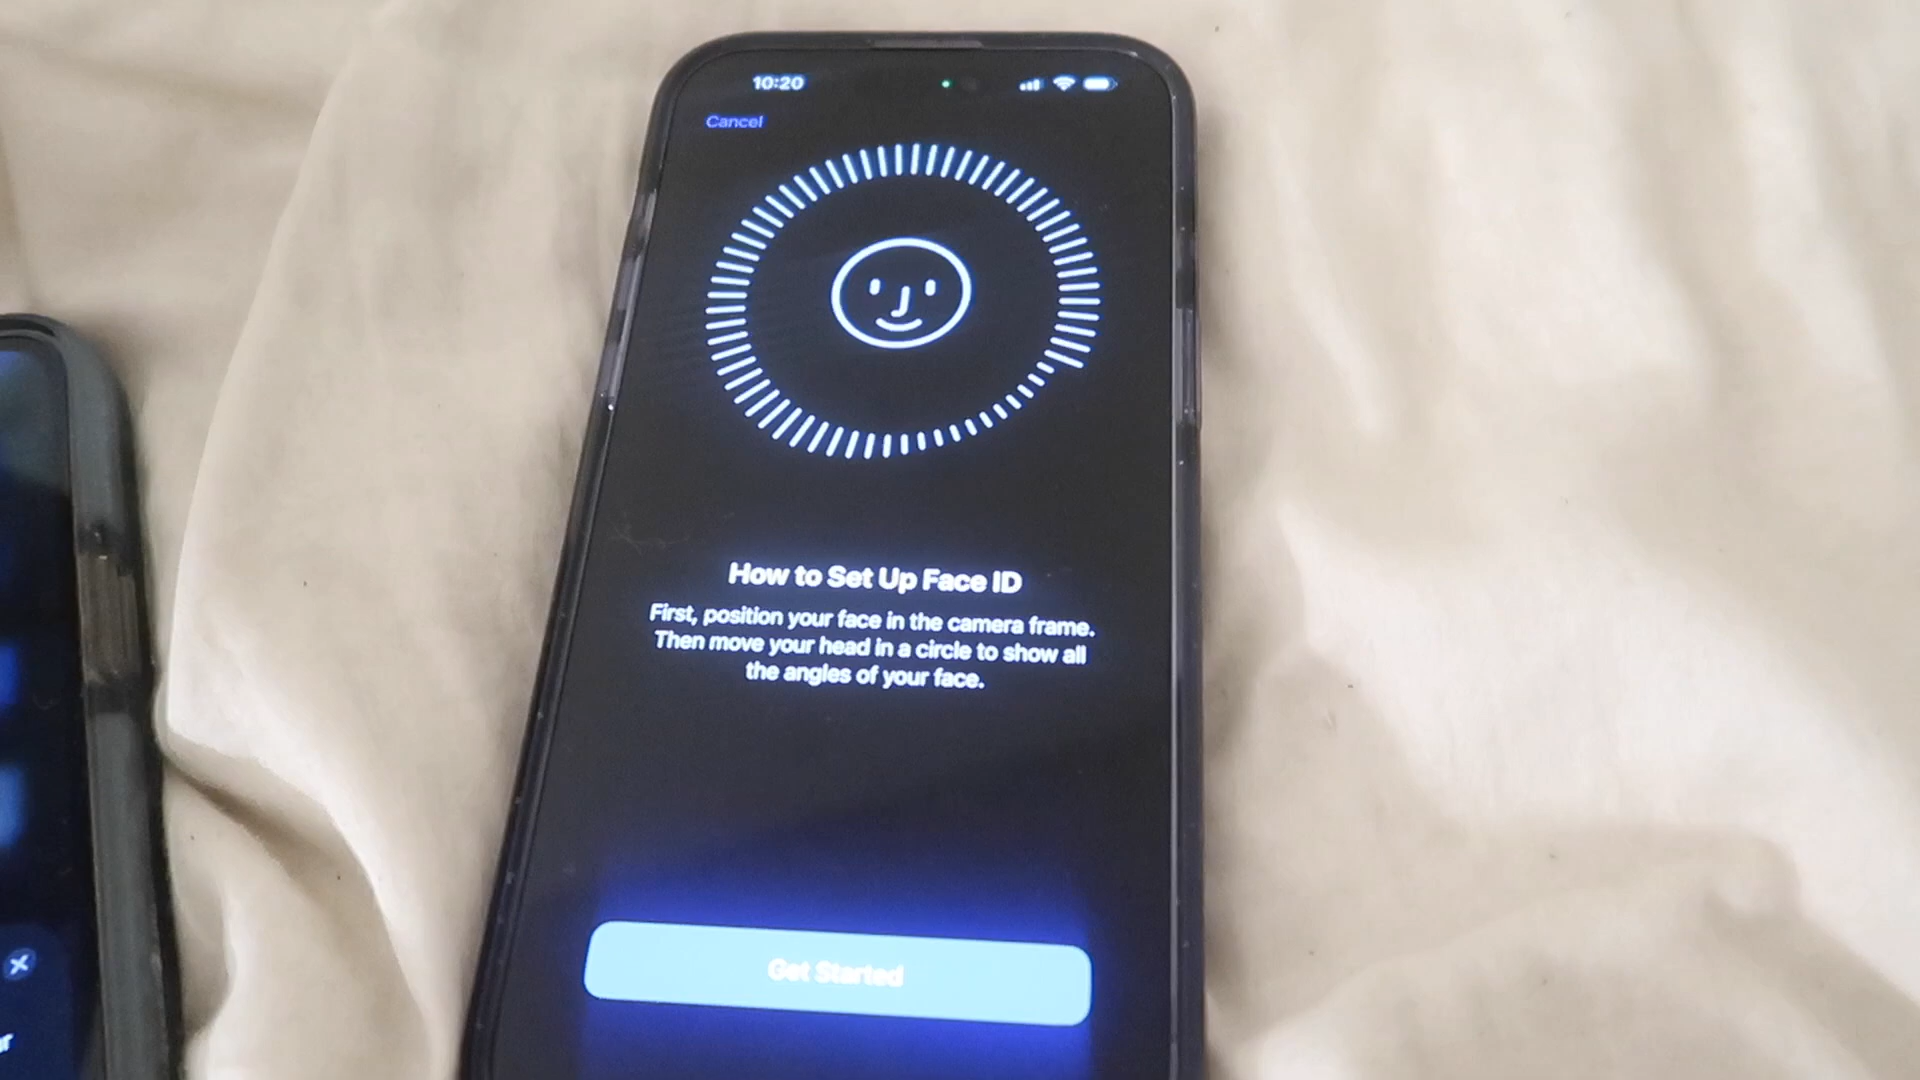 10:20
Cancel
How to Set Up Face ID
First, position your face in the camera frame.
Then move your head in a circle to show all
the angles of your face.
Get Started